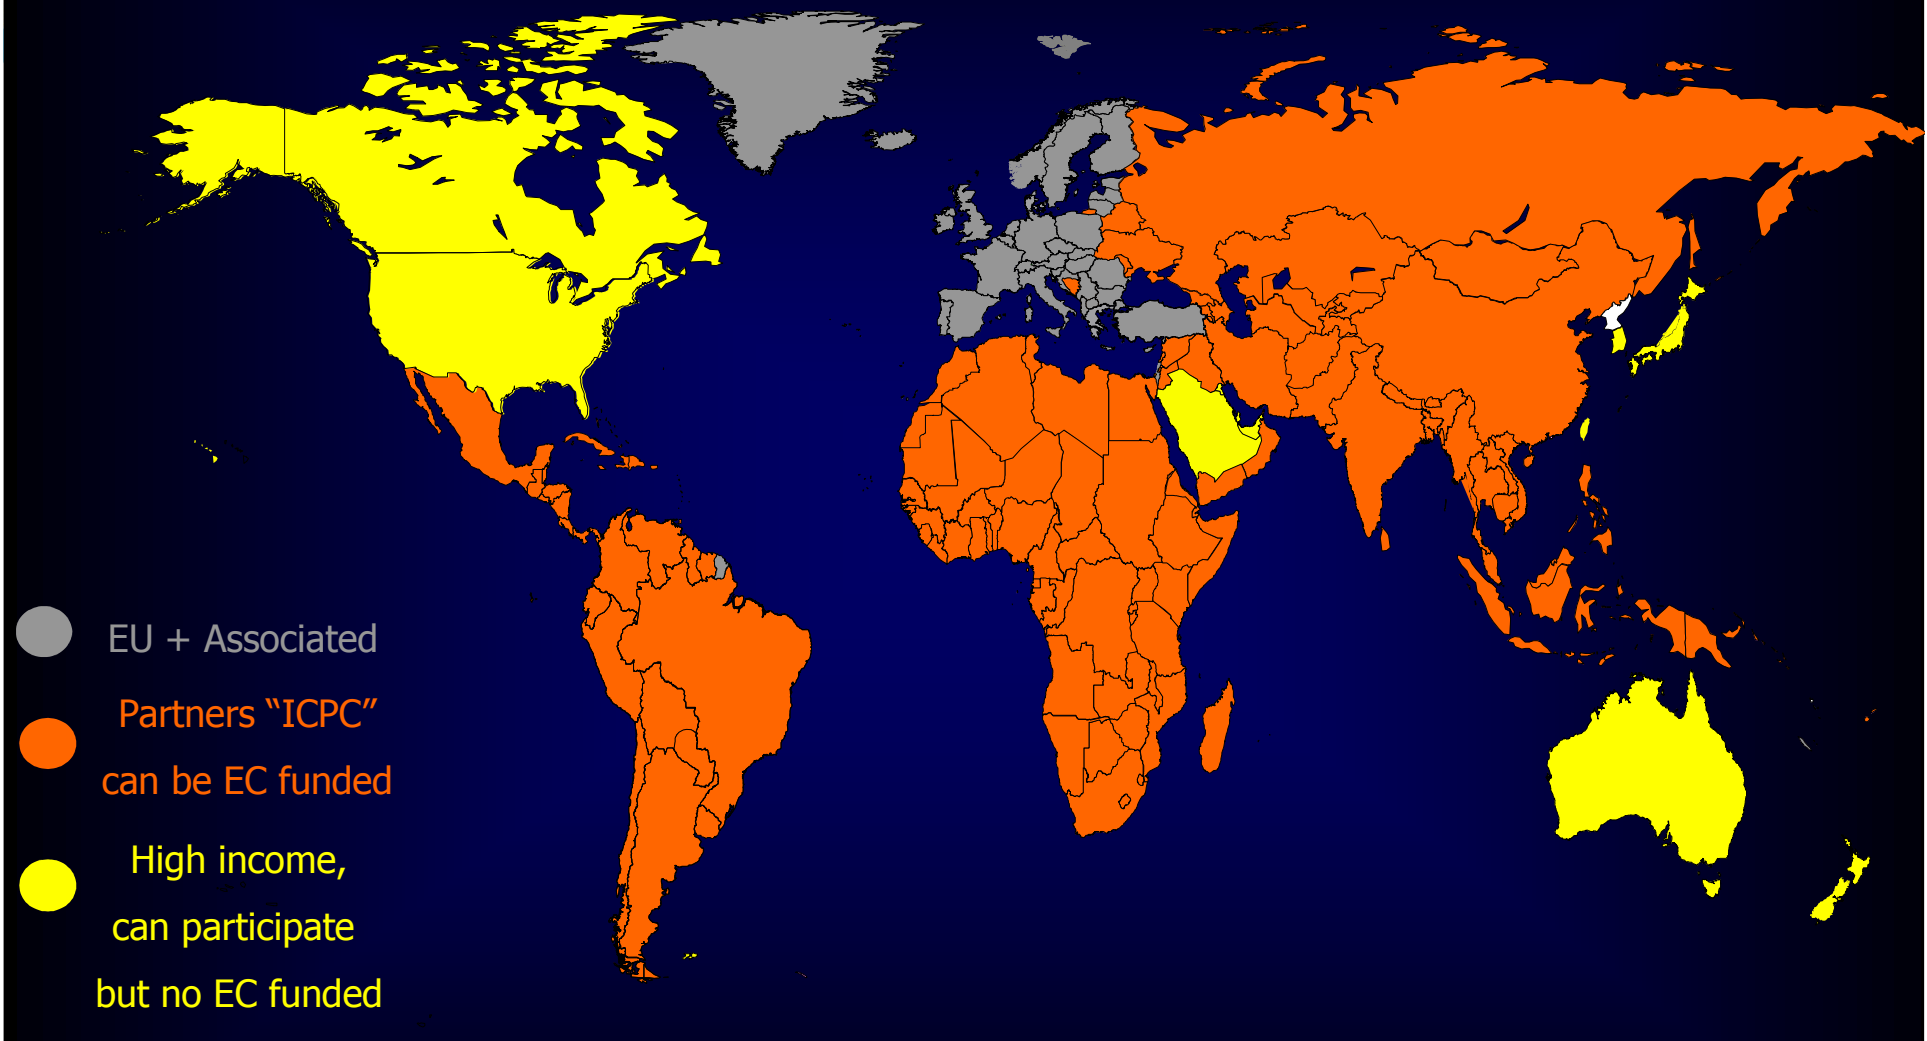 EU + Associated
Partners “ICPC”
can be EC funded
High income,
can participate
but no EC funded